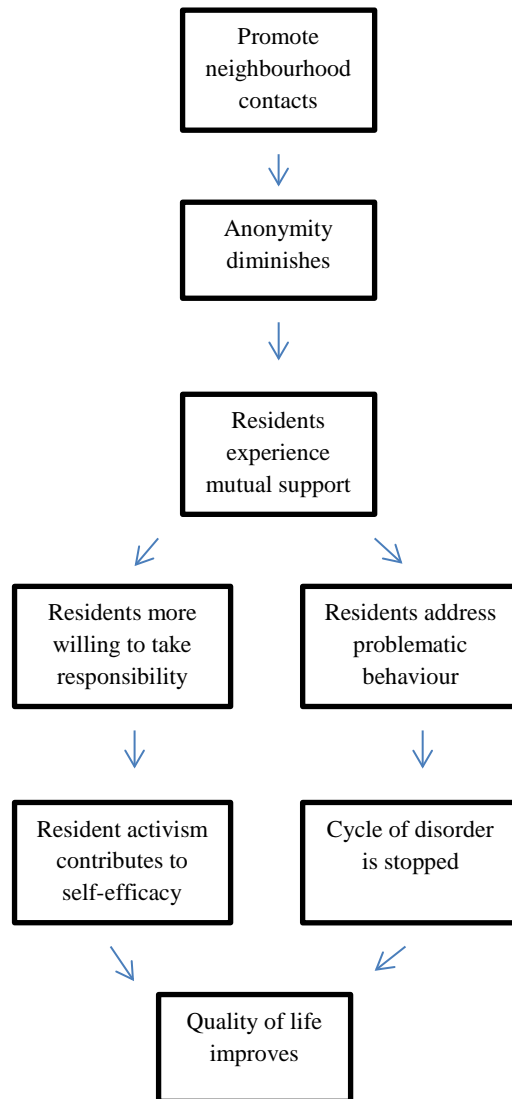 Promote
neighbourhood
contacts
Anonymity
diminishes
Residents
experience
mutual support
Residents more
willing to take
responsibility
Residents address
problematic
behaviour
Resident activism
contributes to
self-efficacy
Cycle of disorder
is stopped
Quality of life
improves